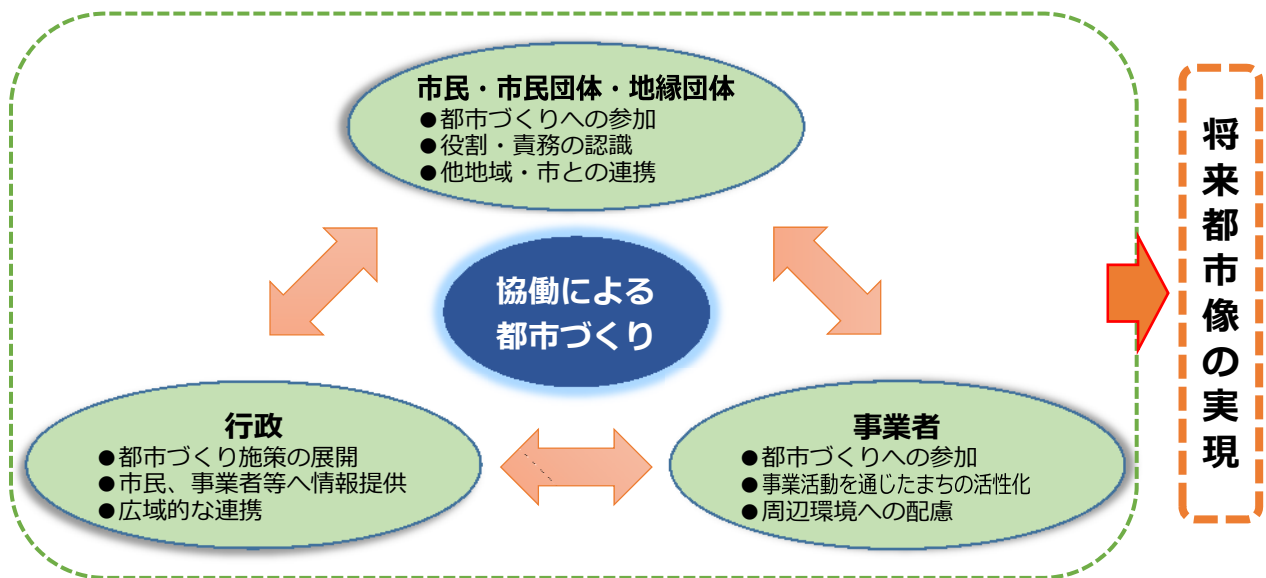 市民・市民団体・地縁団体
●都市づくりへの参加
●役割・責務の認識
●他地域・市との連携
協働による
都市づくり
行政
●都市づくり施策の展開
●市民、事業者等へ情報提供
●広域的な連携
事業者
●都市づくりへの参加
●事業活動を通じたまちの活性化
●周辺環境への配慮
将来都市像の実現